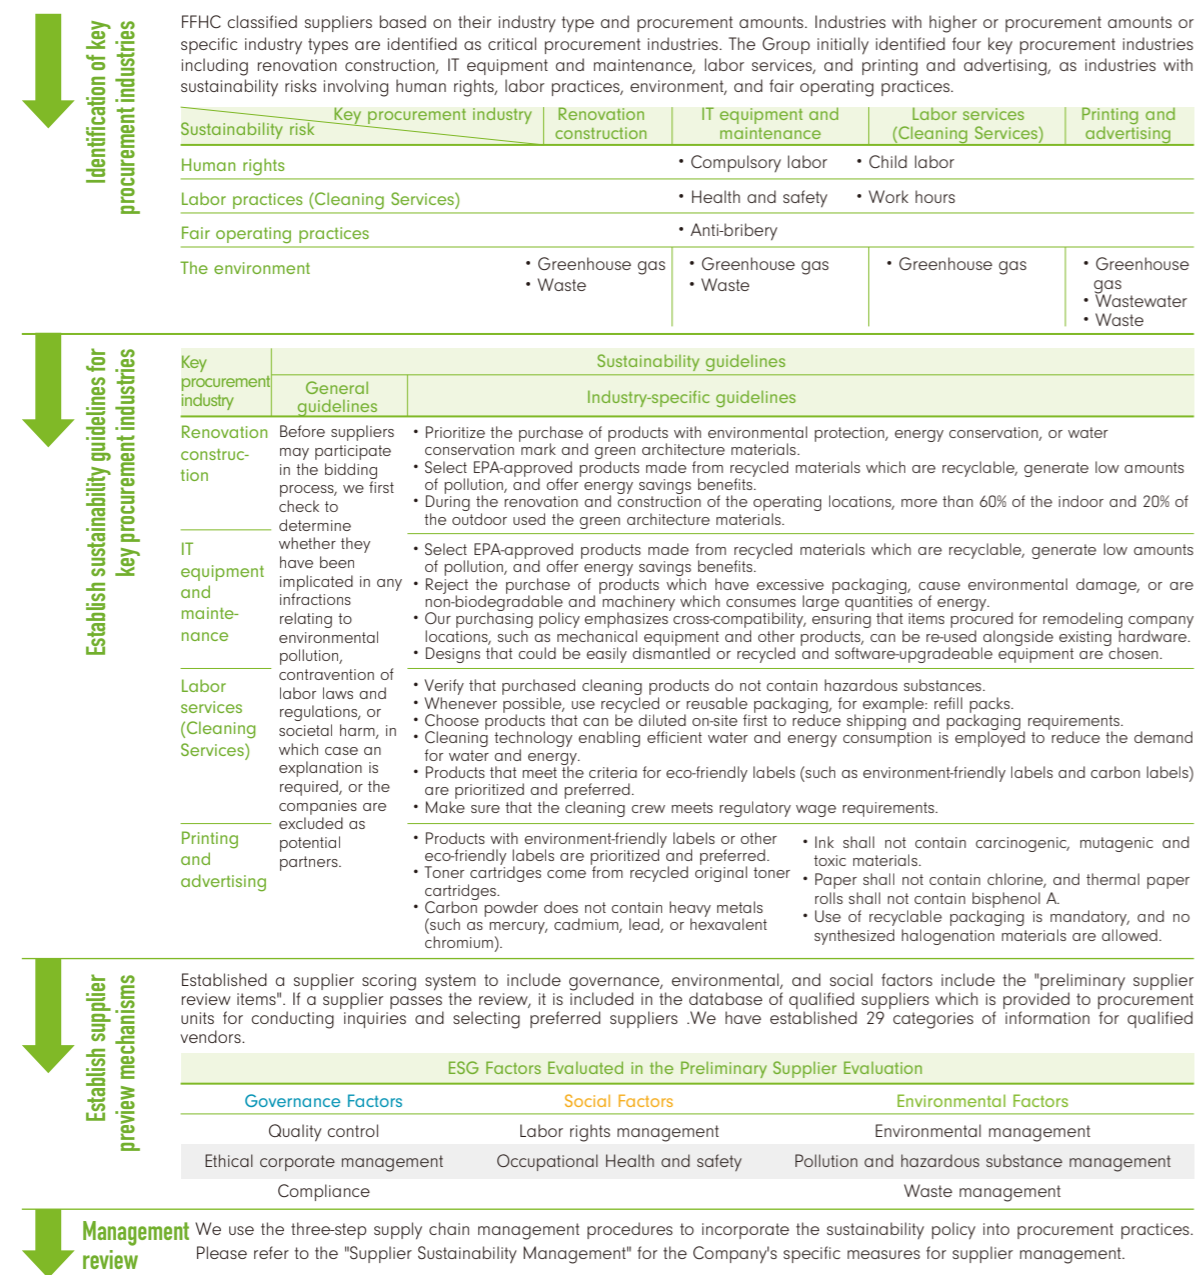 Identification of key
procurement industries
FFHC classified suppliers based on their industry type and procurement amounts. Industries with higher or procurement amounts or
specific industry types are identified as critical procurement industries. The Group initially identified four key procurement industries
including renovation construction, IT equipment and maintenance, labor services, and printing and advertising, as industries with
sustainability risks involving human rights, labor practices, environment, and fair operating practices.
Key procurement industry
Sustainability risk
Renovation
construction
IT equipment and
maintenance
Labor services
(Cleaning Services)
Printing and
advertising
Human rights
• Compulsory labor
• Child labor
Labor practices (Cleaning Services)
• Health and safety
• Work hours
Fair operating practices
• Anti-bribery
The environment
• Greenhouse gas
• Waste
• Greenhouse gas
• Waste
• Greenhouse gas
• Greenhouse
gas
• Wastewater
• Waste
Establish sustainability guidelines for
key procurement industries
Key
procurement
industry
Sustainability guidelines
General
guidelines
Industry-specific guidelines
Renovation
construc-
tion
Before suppliers
may participate
in the bidding
process, we first
check to
determine
whether they
have been
implicated in any
infractions
relating to
environmental
pollution,
contravention of
labor laws and
regulations, or
societal harm, in
which case an
explanation is
required, or the
companies are
excluded as
potential
partners.
• Prioritize the purchase of products with environmental protection, energy conservation, or water
conservation mark and green architecture materials.
• Select EPA-approved products made from recycled materials which are recyclable, generate low amounts
of pollution, and offer energy savings benefits.
• During the renovation and construction of the operating locations, more than 60% of the indoor and 20% of
the outdoor used the green architecture materials.
IT
equipment
and
mainte-
nance
• Select EPA-approved products made from recycled materials which are recyclable, generate low amounts
of pollution, and offer energy savings benefits.
• Reject the purchase of products which have excessive packaging, cause environmental damage, or are
non-biodegradable and machinery which consumes large quantities of energy.
• Our purchasing policy emphasizes cross-compatibility, ensuring that items procured for remodeling company
locations, such as mechanical equipment and other products, can be re-used alongside existing hardware.
• Designs that could be easily dismantled or recycled and software-upgradeable equipment are chosen.
Labor
services
(Cleaning
Services)
• Verify that purchased cleaning products do not contain hazardous substances.
• Whenever possible, use recycled or reusable packaging, for example: refill packs.
• Choose products that can be diluted on-site first to reduce shipping and packaging requirements.
• Cleaning technology enabling efficient water and energy consumption is employed to reduce the demand
for water and energy.
• Products that meet the criteria for eco-friendly labels (such as environment-friendly labels and carbon labels)
are prioritized and preferred.
• Make sure that the cleaning crew meets regulatory wage requirements.
Printing
and
advertising
• Products with environment-friendly labels or other
eco-friendly labels are prioritized and preferred.
• Toner cartridges come from recycled original toner
cartridges.
• Carbon powder does not contain heavy metals
(such as mercury, cadmium, lead, or hexavalent
chromium).
• Ink shall not contain carcinogenic, mutagenic and
toxic materials.
• Paper shall not contain chlorine, and thermal paper
rolls shall not contain bisphenol A.
• Use of recyclable packaging is mandatory, and no
synthesized halogenation materials are allowed.
Establish supplier
preview mechanisms
Established a supplier scoring system to include governance, environmental, and social factors include the "preliminary supplier
review items". If a supplier passes the review, it is included in the database of qualified suppliers which is provided to procurement
units for conducting inquiries and selecting preferred suppliers .We have established 29 categories of information for qualified
vendors.
ESG Factors Evaluated in the Preliminary Supplier Evaluation
Governance Factors
Social Factors
Environmental Factors
Quality control
Labor rights management
Environmental management
Ethical corporate management
Occupational Health and safety
Pollution and hazardous substance management
Compliance
Waste management
Management
review
We use the three-step supply chain management procedures to incorporate the sustainability policy into procurement practices.
Please refer to the "Supplier Sustainability Management" for the Company's specific measures for supplier management.